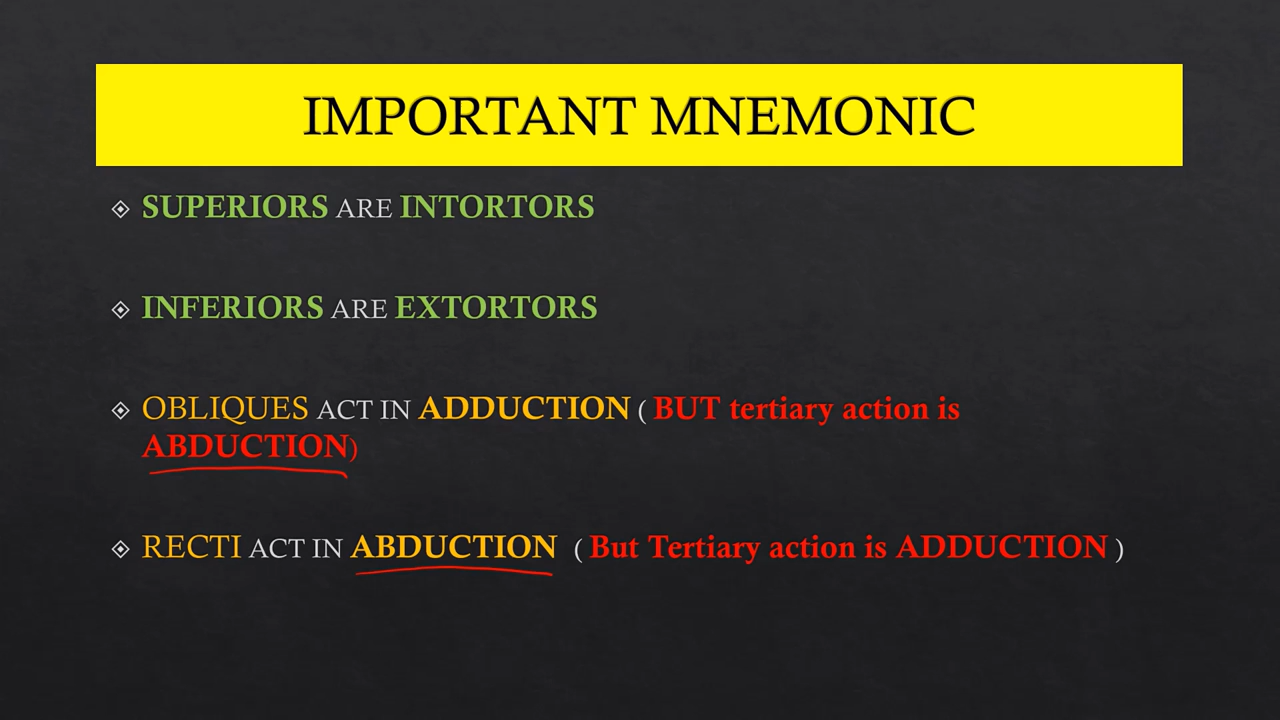 IMPORTANT MNEMONIC
SUPERIORS ARE INTORTORS
INFERIORS ARE EXTORTORS
OBLIQUES ACT IN ADDUCTION ( BUT tertiary action is
ABDUCTION)
RECTI ACT IN ABDUCTION ( But Tertiary action is ADDUCTION )